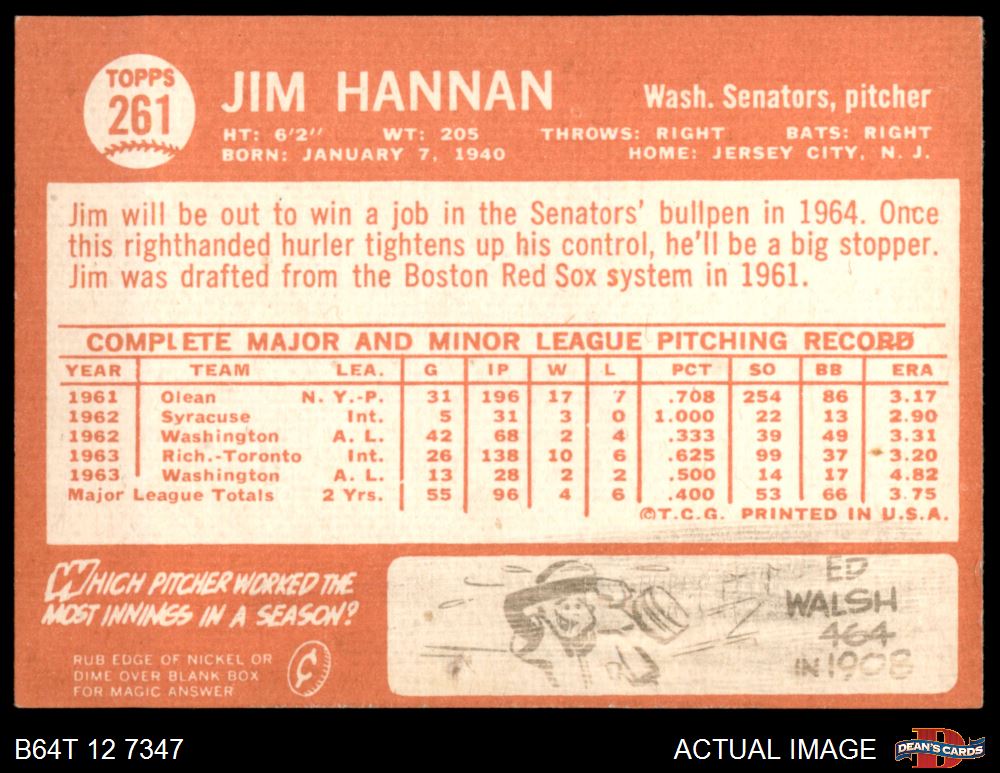 TOPPS
261
JIM HANNAN
Wash. Senators, pitcher
HT: 6'2" WT: 205 THROWS: RIGHT BATS: RIGHT
BORN: JANUARY 7, 1940 HOME: JERSEY CITY, N. J.
Jim will be out to win a job in the Senators' bullpen in 1964. Once
this righthanded hurler tightens up his control, he'll be a big stopper.
Jim was drafted from the Boston Red Sox system in 1961.
COMPLETE MAJOR AND MINOR LEAGUE PITCHING RECORD
YEAR TEAM LEA. G IP W L PCT SO BB ERA
1961 Olean N. Y.-P. 31 196 17 7 .708 254 86 3.17
1962 Syracuse Int. 5 31 3 0 1.000 22 13 2.90
1962 Washington A. L. 42 68 2 4 .333 39 49 3.31
1963 Rich.-Toronto Int. 26 138 10 6 .625 99 37 3.20
1963 Washington A. L. 13 28 2 2 .500 14 17 4.82
Major League Totals 2 Yrs. 55 96 4 6 .400 53 66 3.75
©T.C.G. PRINTED IN U.S.A.
WHICH PITCHER WORKED THE
MOST INNINGS IN A SEASON?
RUB EDGE OF NICKEL OR
DIME OVER BLANK BOX
FOR MAGIC ANSWER
ED
WALSH
464
IN 1908
B64T 12 7347
ACTUAL IMAGE
DEAN'S CARDS